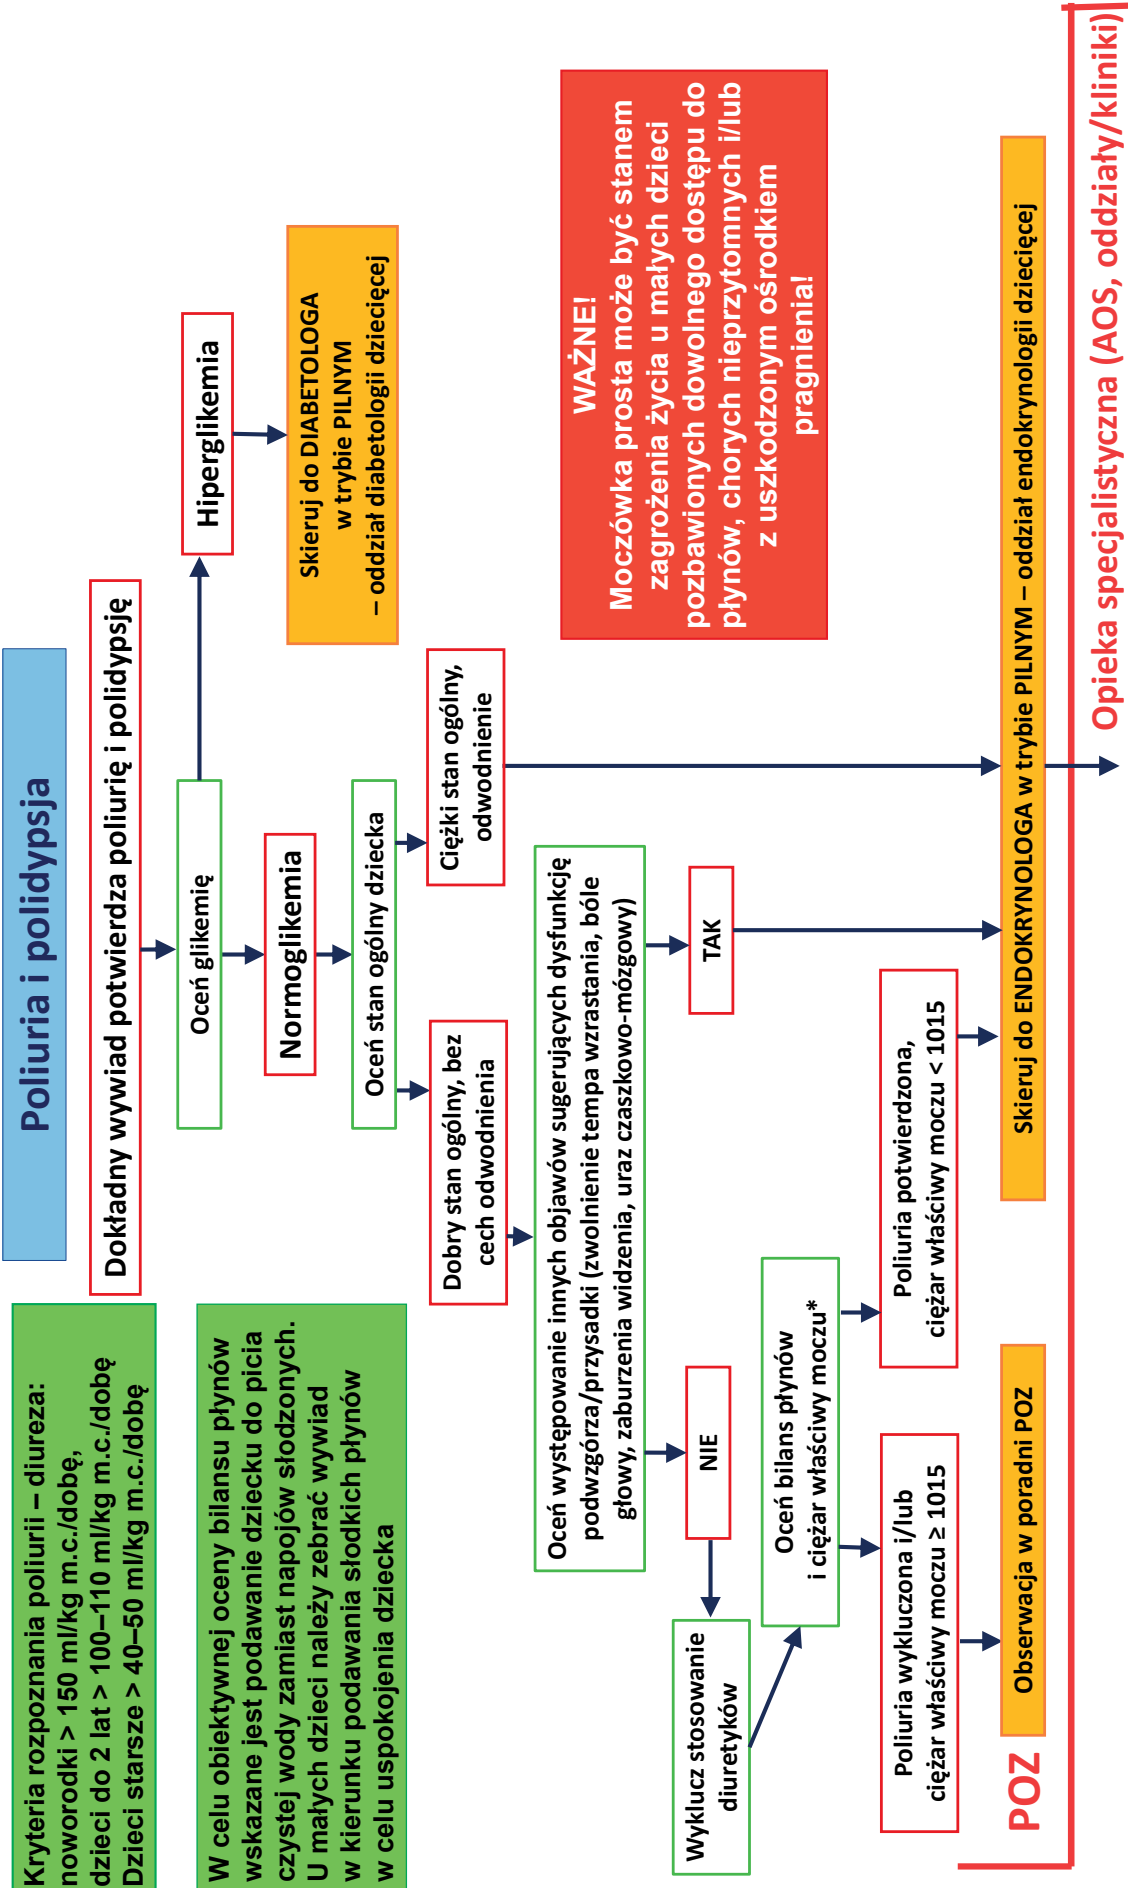 Poliuria i polidypsja
Kryteria rozpoznania poliurii – diureza:
noworodki > 150 ml/kg m.c./dobę,
dzieci do 2 lat > 100–110 ml/kg m.c./dobę
Dzieci starsze > 40–50 ml/kg m.c./dobę
Dokładny wywiad potwierdza poliurię i polidypsję
W celu obiektywnej oceny bilansu płynów
wskazane jest podawanie dziecku do picia
czystej wody zamiast napojów słodzonych.
U małych dzieci należy zebrać wywiad
w kierunku podawania słodkich płynów
w celu uspokojenia dziecka
Oceń glikemię
Hiperglikemia
Normoglikemia
Skieruj do DIABETOLOGA
w trybie PILNYM
– oddział diabetologii dziecięcej
Oceń stan ogólny dziecka
Dobry stan ogólny, bez
cech odwodnienia
Ciężki stan ogólny,
odwodnienie
Oceń występowanie innych objawów sugerujących dysfunkcję
podwzgórza/przysadki (zwolnienie tempa wzrastania, bóle
głowy, zaburzenia widzenia, uraz czaszkowo-mózgowy)
WAŻNE!
Moczówka prosta może być stanem
zagrożenia życia u małych dzieci
pozbawionych dowolnego dostępu do
płynów, chorych nieprzytomnych i/lub
z uszkodzonym ośrodkiem
pragnienia!
NIE
TAK
Wyklucz stosowanie
diuretyków
Oceń bilans płynów
i ciężar właściwy moczu*
Poliuria wykluczona i/lub
ciężar właściwy moczu ≥ 1015
Poliuria potwierdzona,
ciężar właściwy moczu < 1015
POZ
Obserwacja w poradni POZ
Skieruj do ENDOKRYNOLOGA w trybie PILNYM – oddział endokrynologii dziecięcej
Opieka specjalistyczna (AOS, oddziały/kliniki)